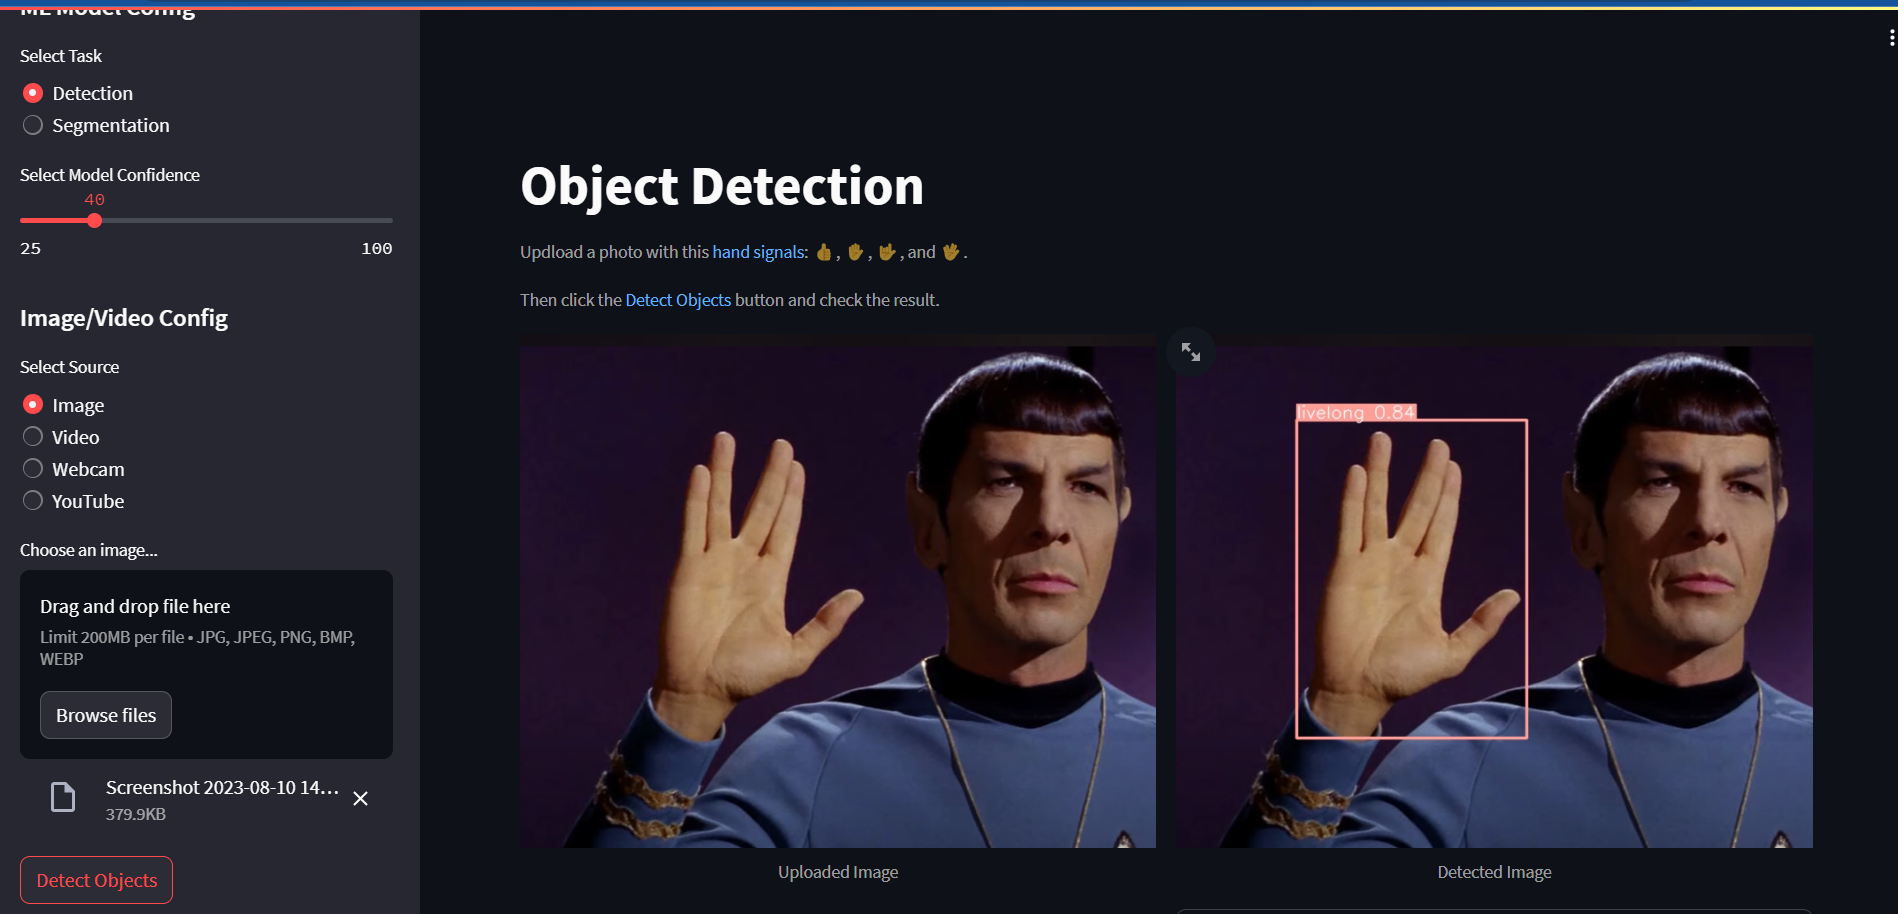 ML Model Config
Select Task
Detection
Segmentation
Select Model Confidence
40
25 100
Image/Video Config
Select Source
Image
Video
Webcam
YouTube
Choose an image...
Drag and drop file here
Limit 200MB per file • JPG, JPEG, PNG, BMP,
WEBP
Browse files
Screenshot 2023-08-10 14...
379.9KB
Detect Objects
Object Detection
Updload a photo with this hand signals: 👍, ✋, 🤟, and 🖖.
Then click the Detect Objects button and check the result.
livelong 0.84
Uploaded Image
Detected Image